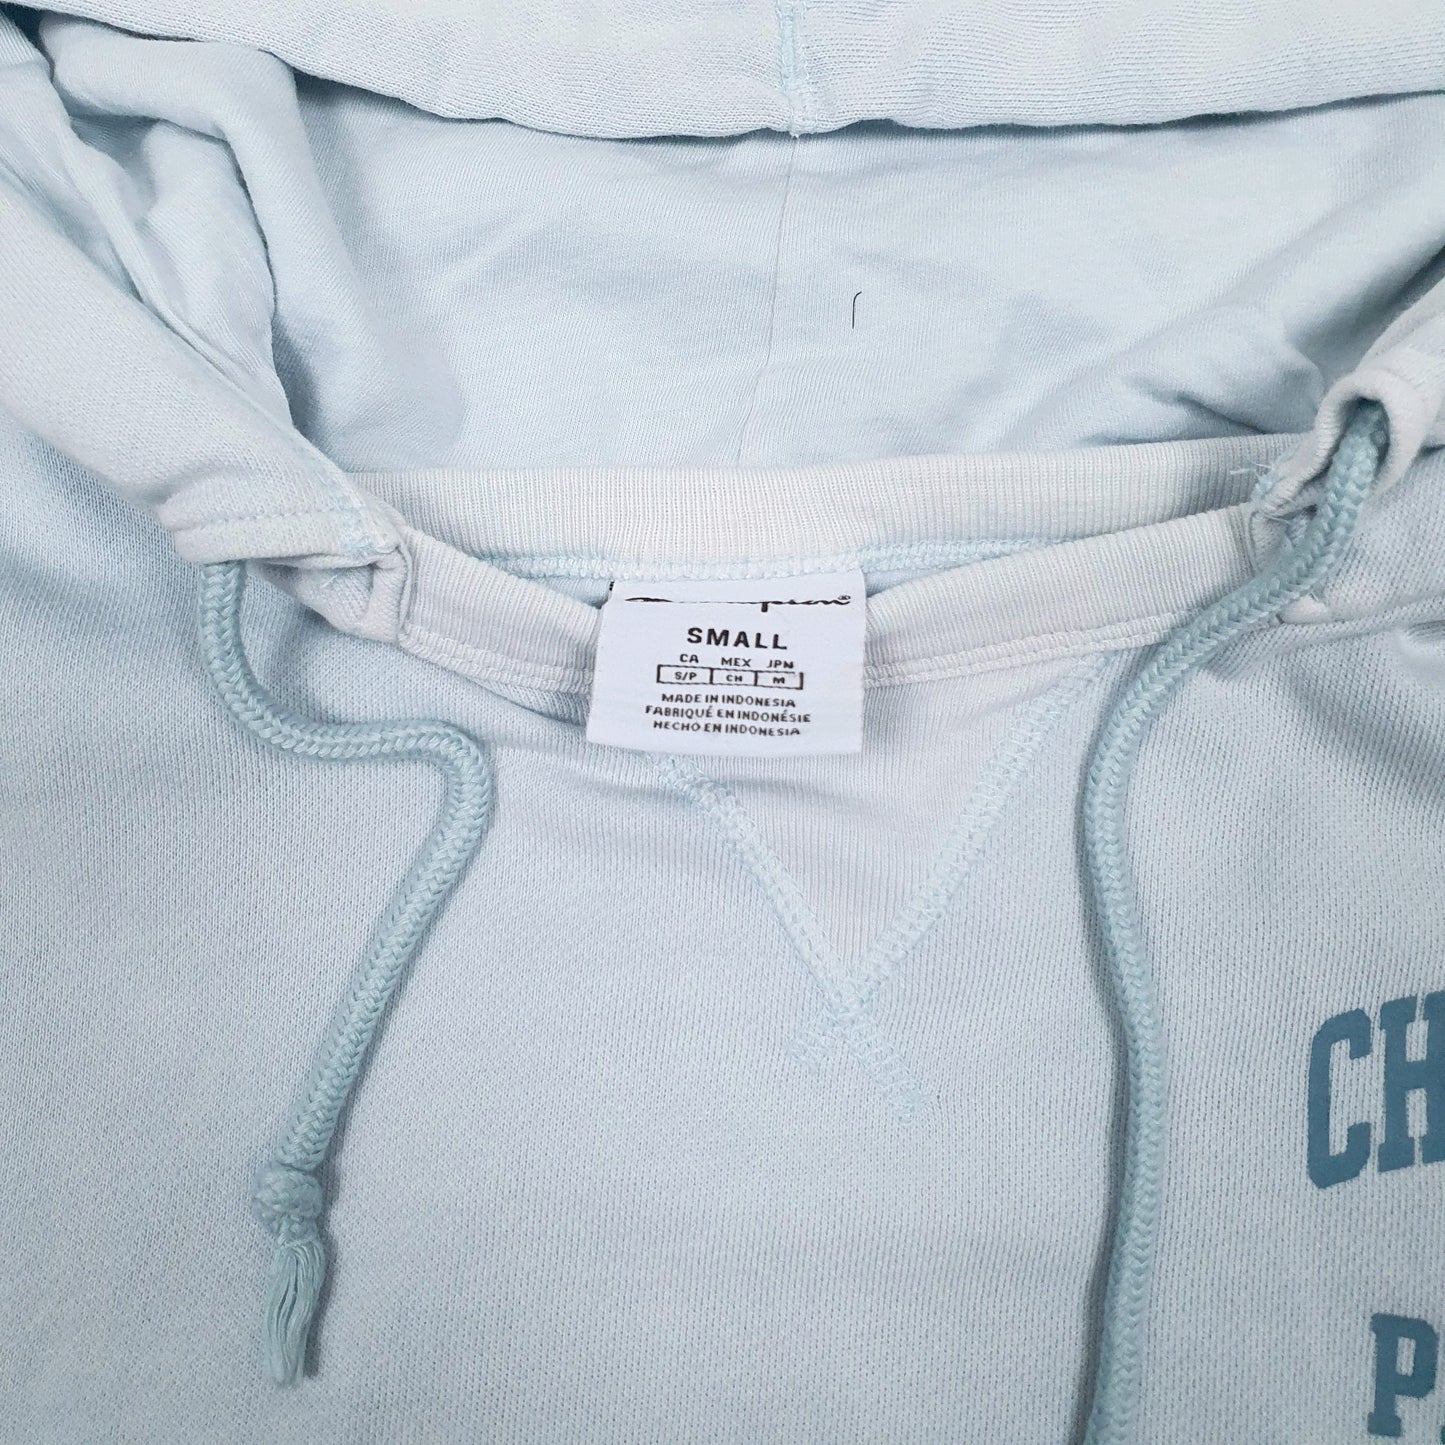 SMALL
CA MEX JPN
S/P CH M
MADE IN INDONESIA
FABRIQUÉ EN INDONÉSIE
HECHO EN INDONESIA
CH
P